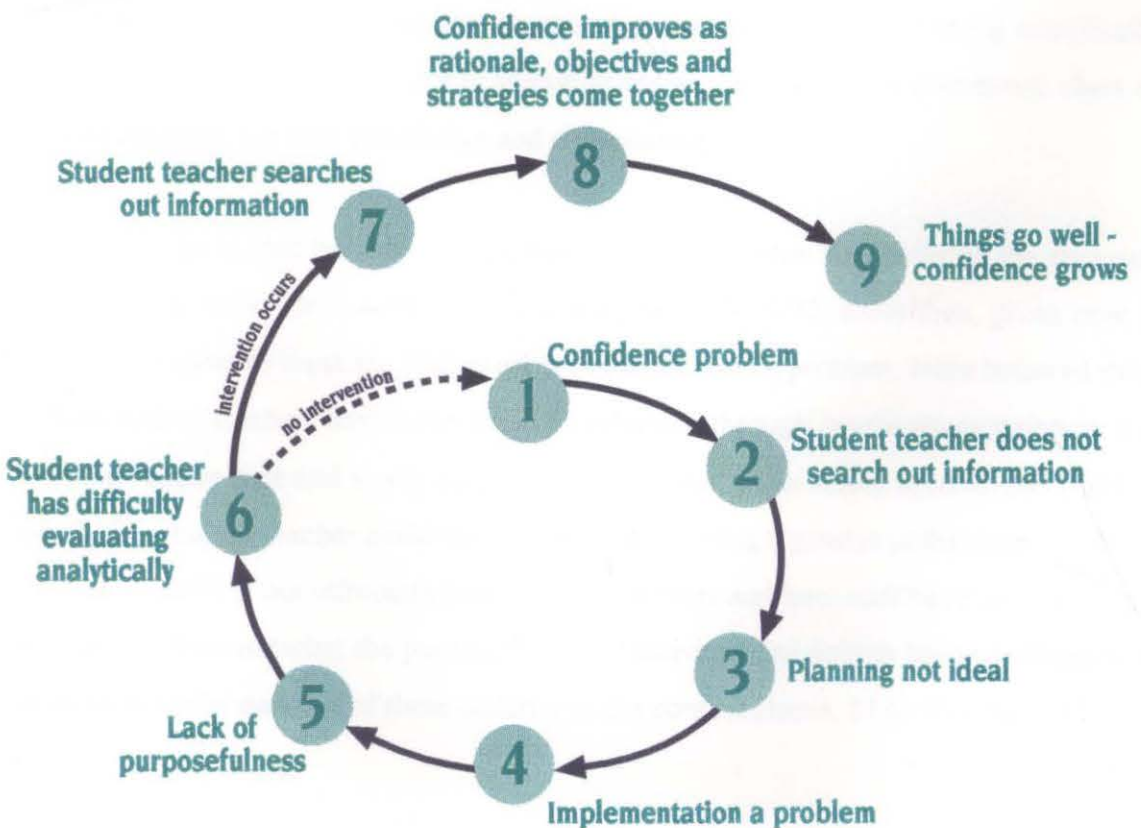 Confidence improves as
rationale, objectives and
strategies come together
8
Student teacher searches
out information
7
9
Things go well -
confidence grows
intervention occurs
no intervention
1
Confidence problem
2
Student teacher does not
search out information
Student teacher
has difficulty
evaluating
analytically
6
3
Planning not ideal
5
Lack of
purposefulness
4
Implementation a problem